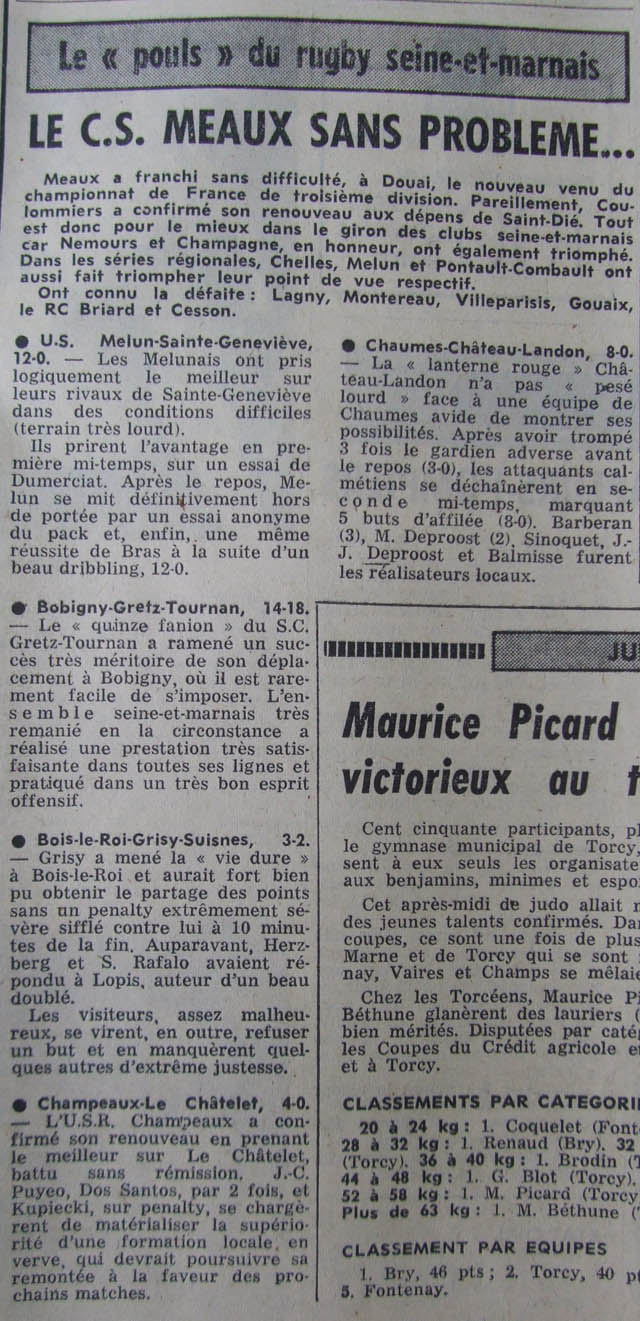 Le « pouls » du rugby seine-et-marnais
LE C.S. MEAUX SANS PROBLEME...
Meaux a franchi sans difficulté, à Douai, le nouveau venu du
championnat de France de troisième division. Pareillement, Cou-
lommiers a confirmé son renouveau aux dépens de Saint-Dié. Tout
est donc pour le mieux dans le giron des clubs seine-et-marnais
car Nemours et Champagne, en honneur, ont également triomphé.
Dans les séries régionales, Chelles, Melun et Pontault-Combault ont
aussi fait triompher leur point de vue respectif.
Ont connu la défaite : Lagny, Montereau, Villeparisis, Gouaix,
le RC Briard et Cesson.
● U.S. Melun-Sainte-Geneviève,
12-0. — Les Melunais ont pris
logiquement le meilleur sur
leurs rivaux de Sainte-Geneviève
dans des conditions difficiles
(terrain très lourd).
Ils prirent l'avantage en pre-
mière mi-temps, sur un essai de
Dumerciat. Après le repos, Me-
lun se mit définitivement hors
de portée par un essai anonyme
du pack et, enfin, une même
réussite de Bras à la suite d'un
beau dribbling, 12-0.
● Bobigny-Gretz-Tournan, 14-18.
— Le « quinze fanion » du S.C.
Gretz-Tournan a ramené un suc-
cès très méritoire de son dépla-
cement à Bobigny, où il est rare-
ment facile de s'imposer. L'en-
semble seine-et-marnais très
remanié en la circonstance a
réalisé une prestation très satis-
faisante dans toutes ses lignes et
pratiqué dans un très bon esprit
offensif.
● Bois-le-Roi-Grisy-Suisnes, 3-2.
— Grisy a mené la « vie dure »
à Bois-le-Roi et aurait fort bien
pu obtenir le partage des points
sans un penalty extrêmement sé-
vère sifflé contre lui à 10 minu-
tes de la fin. Auparavant, Herz-
berg et S. Rafalo avaient ré-
pondu à Lopis, auteur d'un beau
doublé.
Les visiteurs, assez malheu-
reux, se virent, en outre, refuser
un but et en manquèrent quel-
ques autres d'extrême justesse.
● Champeaux-Le Châtelet, 4-0.
— L'U.S.R. Champeaux a con-
firmé son renouveau en prenant
le meilleur sur Le Châtelet,
battu sans rémission. J.-C.
Puyeo, Dos Santos, par 2 fois, et
Kupiecki, sur penalty, se chargè-
rent de matérialiser la supério-
rité d'une formation locale en
verve, qui devrait poursuivre sa
remontée à la faveur des pro-
chains matches.
● Chaumes-Château-Landon, 8-0.
— La « lanterne rouge » Châ-
teau-Landon n'a pas « pesé
lourd » face à une équipe de
Chaumes avide de montrer ses
possibilités. Après avoir trompé
3 fois le gardien adverse avant
le repos (3-0), les attaquants cal-
métiens se déchaînèrent en se-
conde mi-temps, marquant
5 buts d'affilée (8-0). Barberan
(3), M. Deproost (2), Sinoquet, J.-
J. Deproost et Balmisse furent
les réalisateurs locaux.
JU
Maurice Picard
victorieux au t
Cent cinquante participants, pl
le gymnase municipal de Torcy,
sent à eux seuls les organisate
aux benjamins, minimes et espo
Cet après-midi de judo allait r
des jeunes talents confirmés. Da
coupes, ce sont une fois de plus
Marne et de Torcy qui se sont
nay, Vaires et Champs se mêlaie
Chez les Torcéens, Maurice Pi
Béthune glanèrent des lauriers (
bien mérités. Disputées par caté
les Coupes du Crédit agricole e
et à Torcy.
CLASSEMENTS PAR CATEGORI
20 à 24 kg : 1. Coquelet (Font
28 à 32 kg : 1. Renaud (Bry). 32
(Torcy). 36 à 40 kg : 1. Brodin (T
44 à 48 kg : 1. G. Blot (Torcy).
52 à 58 kg : 1. M. Picard (Torcy
Plus de 63 kg : 1. M. Béthune (T
CLASSEMENT PAR EQUIPES
1. Bry, 46 pts ; 2. Torcy, 40 p
5. Fontenay.